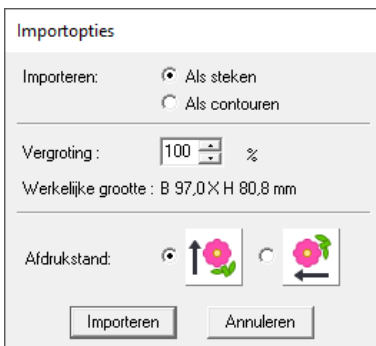 Importopties
Importeren: Als steken
Als contouren
Vergroting : 100 %
Werkelijke grootte : B 97,0 X H 80,8 mm
Afdrukstand:
Importeren Annuleren